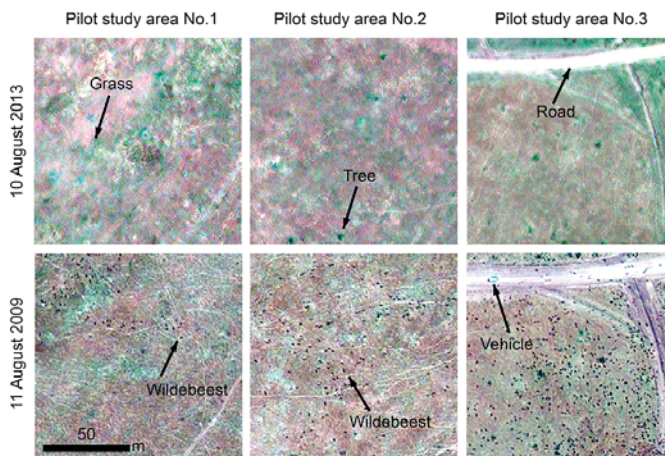 Pilot study area No.1
Pilot study area No.2
Pilot study area No.3
10 August 2013
Grass
Tree
Road
11 August 2009
Wildebeest
Wildebeest
Vehicle
50
m